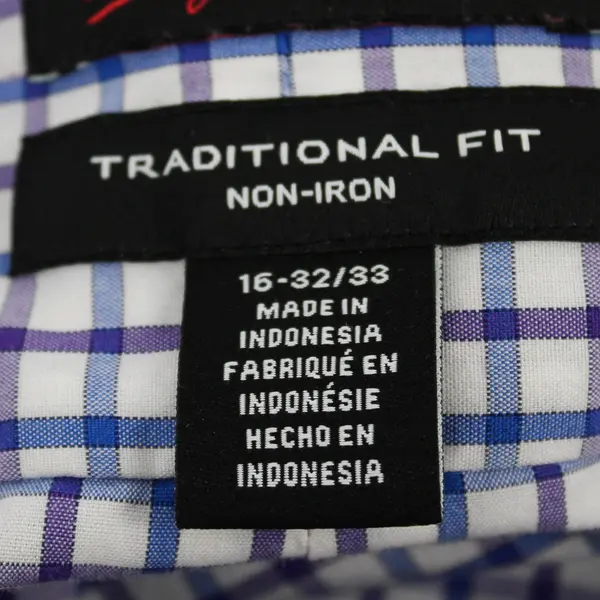 TRADITIONAL FIT
NON-IRON
16-32/33
MADE IN
INDONESIA
FABRIQUÉ EN
INDONÉSIE
HECHO EN
INDONESIA